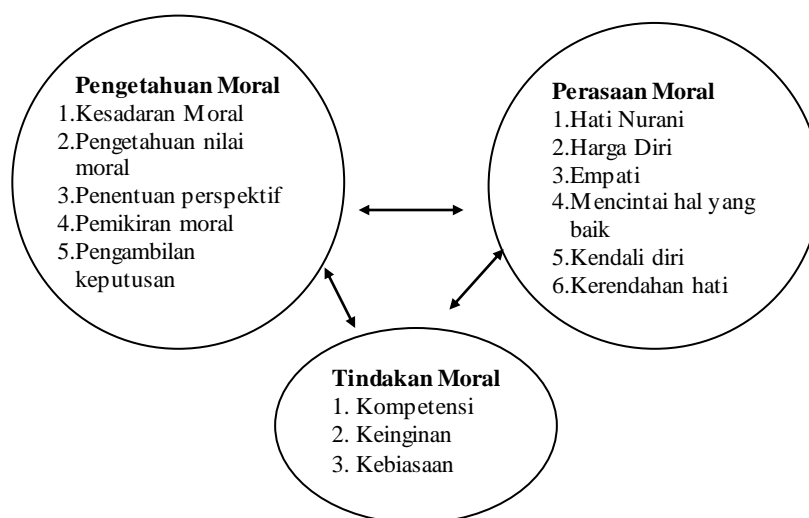 Pengetahuan Moral
1.Kesadaran Moral
2.Pengetahuan nilai
moral
3.Penentuan perspektif
4.Pemikiran moral
5.Pengambilan
keputusan
Perasaan Moral
1.Hati Nurani
2.Harga Diri
3.Empati
4.Mencintai hal yang
baik
5.Kendali diri
6.Kerendahan hati
Tindakan Moral
1. Kompetensi
2. Keinginan
3. Kebiasaan